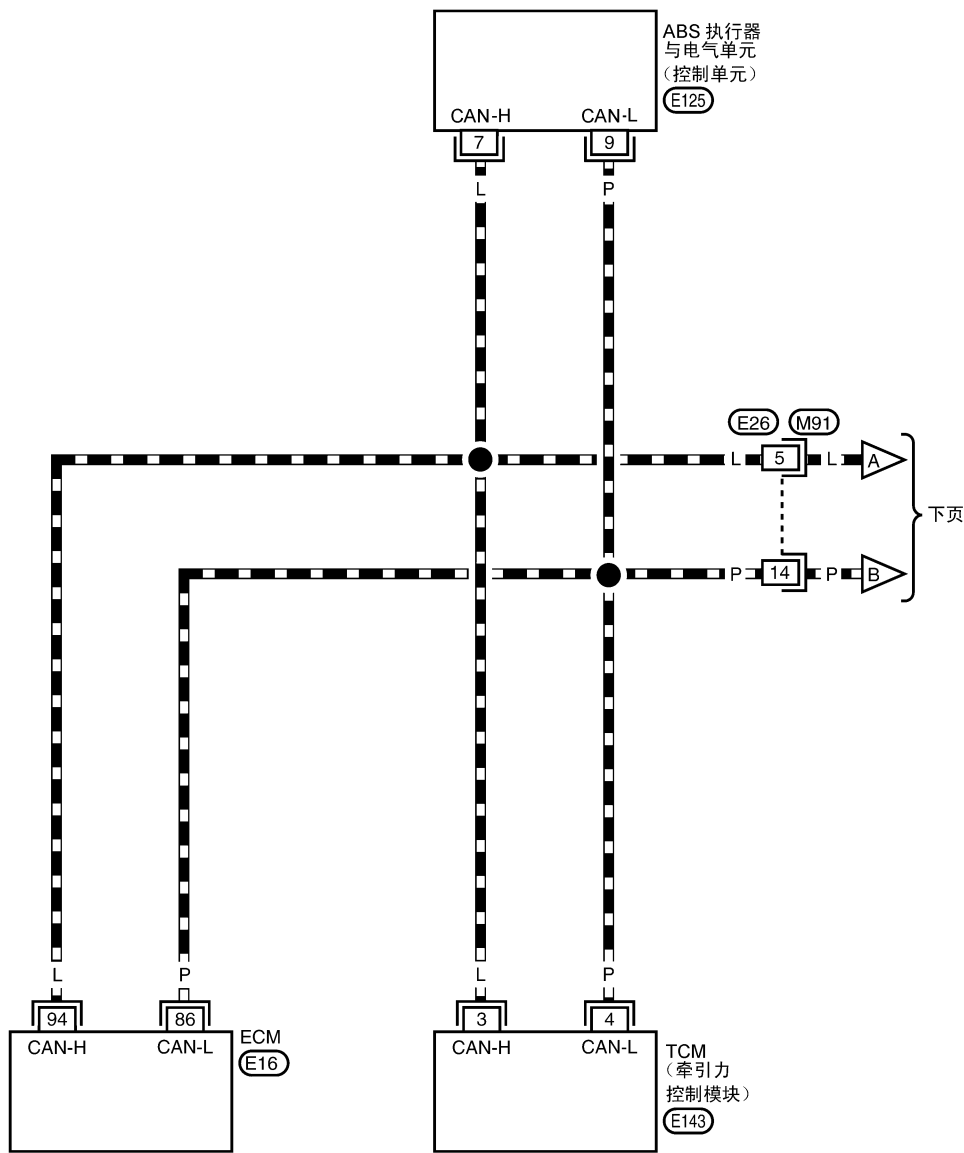 ABS 执行器
与电气单元
（控制单元）
E125
CAN-H
CAN-L
7
9
L
P
E26
M91
L
5
L
A
下页
P
14
P
B
L
P
L
P
94
86
3
4
CAN-H
CAN-L
ECM
E16
CAN-H
CAN-L
TCM
（牵引力
控制模块）
E143